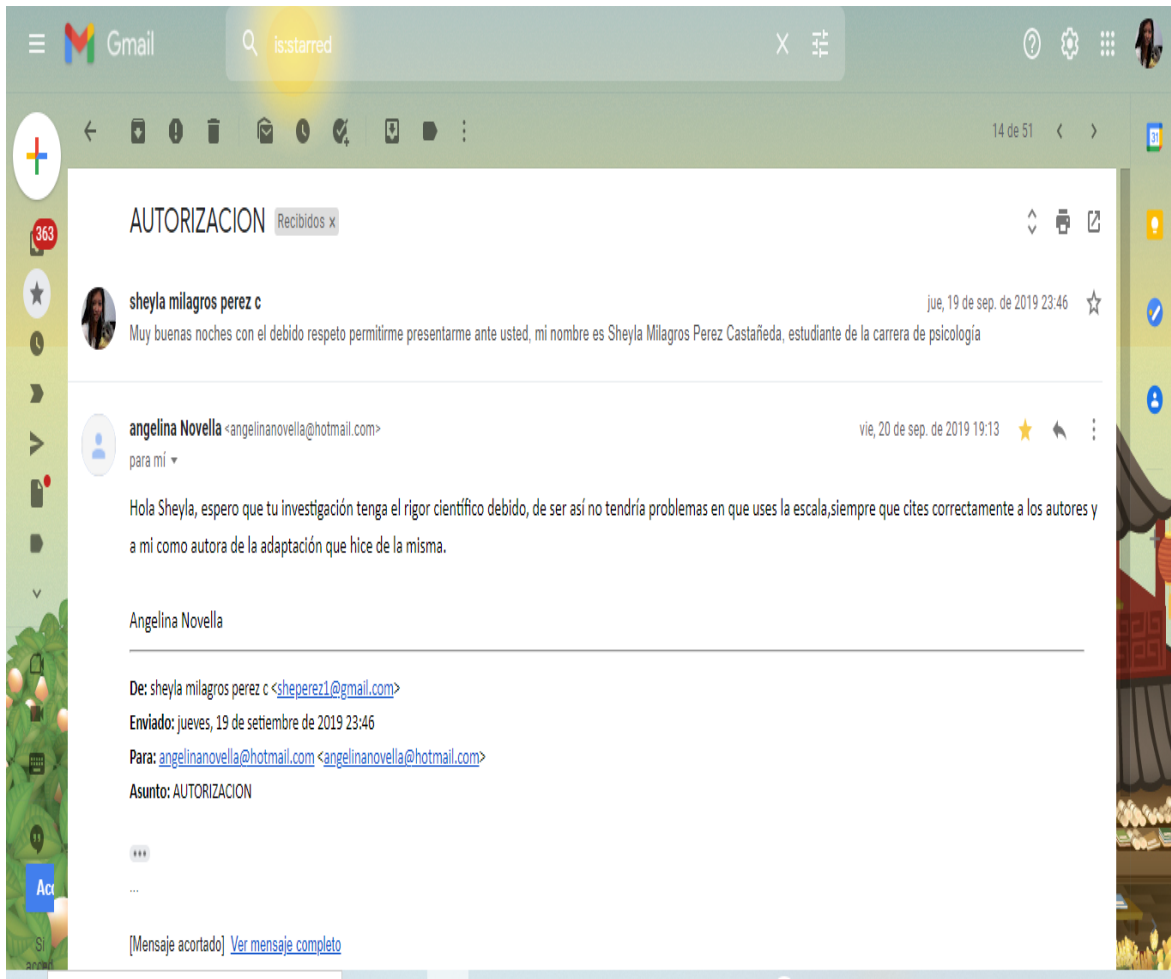 Gmail
is:starred
14 de 51
31
363
AUTORIZACION Recibidos x
sheyla milagros perez c
jue, 19 de sep. de 2019 23:46
Muy buenas noches con el debido respeto permitirme presentarme ante usted, mi nombre es Sheyla Milagros Perez Castañeda, estudiante de la carrera de psicología
angelina Novella <angelinanovella@hotmail.com>
vie, 20 de sep. de 2019 19:13
para mí
Hola Sheyla, espero que tu investigación tenga el rigor científico debido, de ser así no tendría problemas en que uses la escala,siempre que cites correctamente a los autores y
a mi como autora de la adaptación que hice de la misma.
Angelina Novella
De: sheyla milagros perez c <sheperez1@gmail.com>
Enviado: jueves, 19 de setiembre de 2019 23:46
Para: angelinanovella@hotmail.com <angelinanovella@hotmail.com>
Asunto: AUTORIZACION
...
[Mensaje acortado] Ver mensaje completo
Si